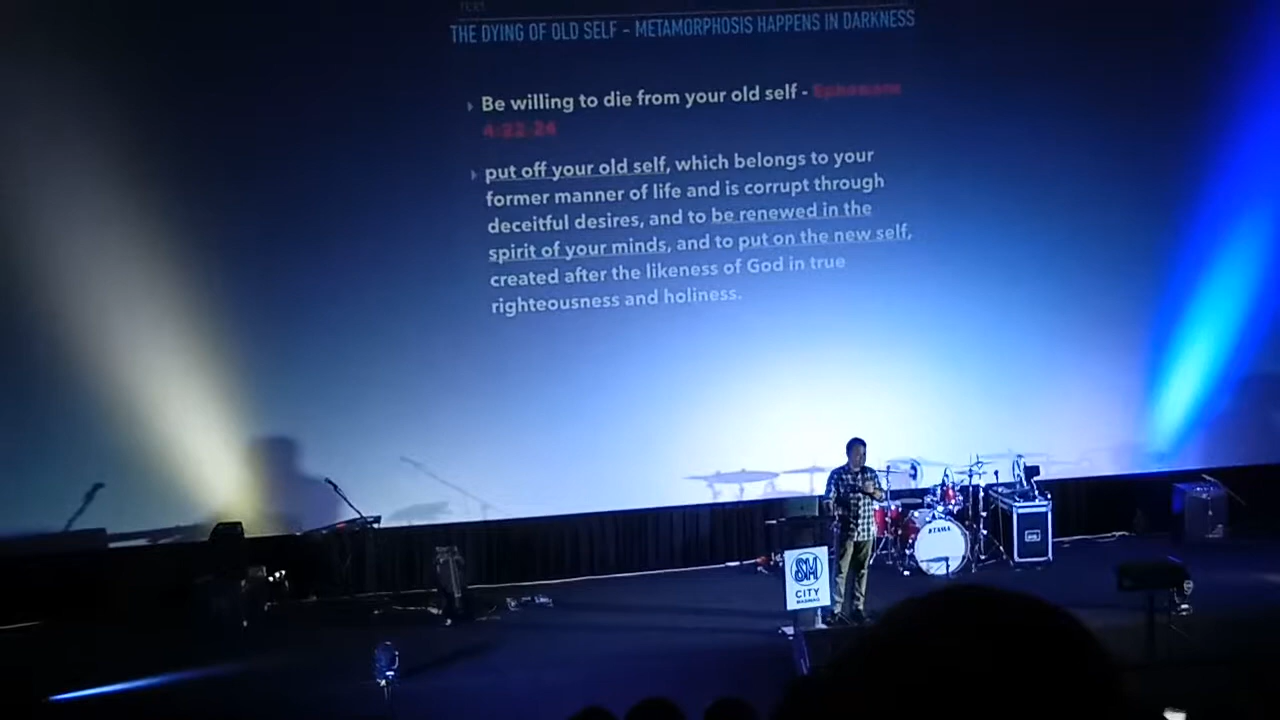 TEXT
THE DYING OF OLD SELF – METAMORPHOSIS HAPPENS IN DARKNESS
Be willing to die from your old self - Ephesians
4:22-24
put off your old self, which belongs to your
former manner of life and is corrupt through
deceitful desires, and to be renewed in the
spirit of your minds, and to put on the new self,
created after the likeness of God in true
righteousness and holiness.
TAMA
SM
CITY